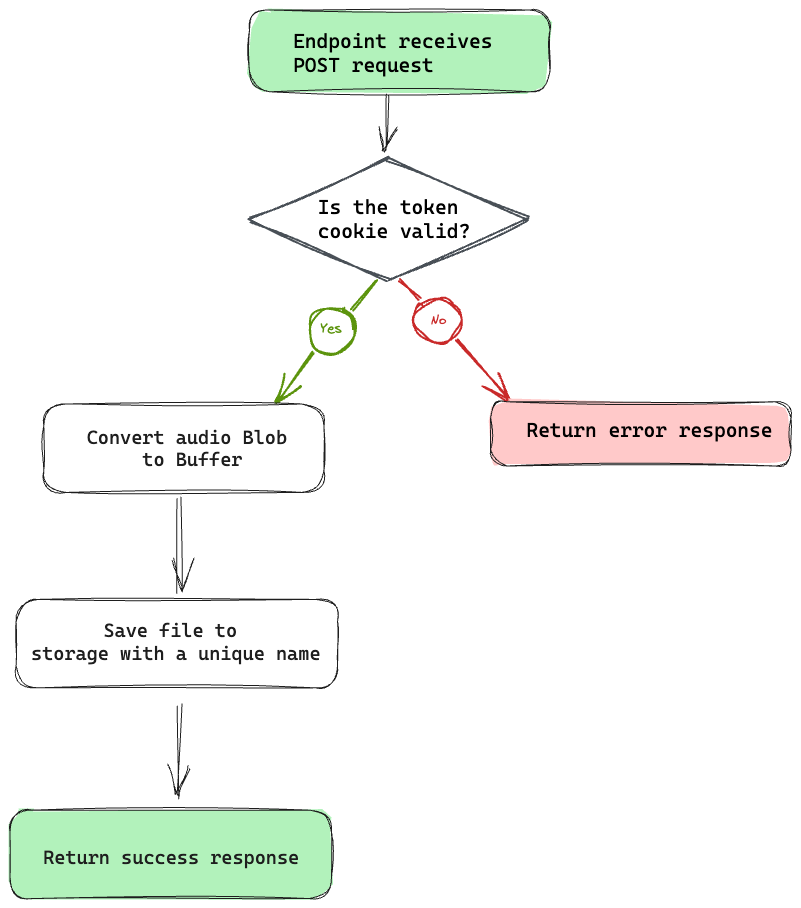 Endpoint receives
POST request
Is the token
cookie valid?
Yes
No
Convert audio Blob
to Buffer
Return error response
Save file to
storage with a unique name
Return success response